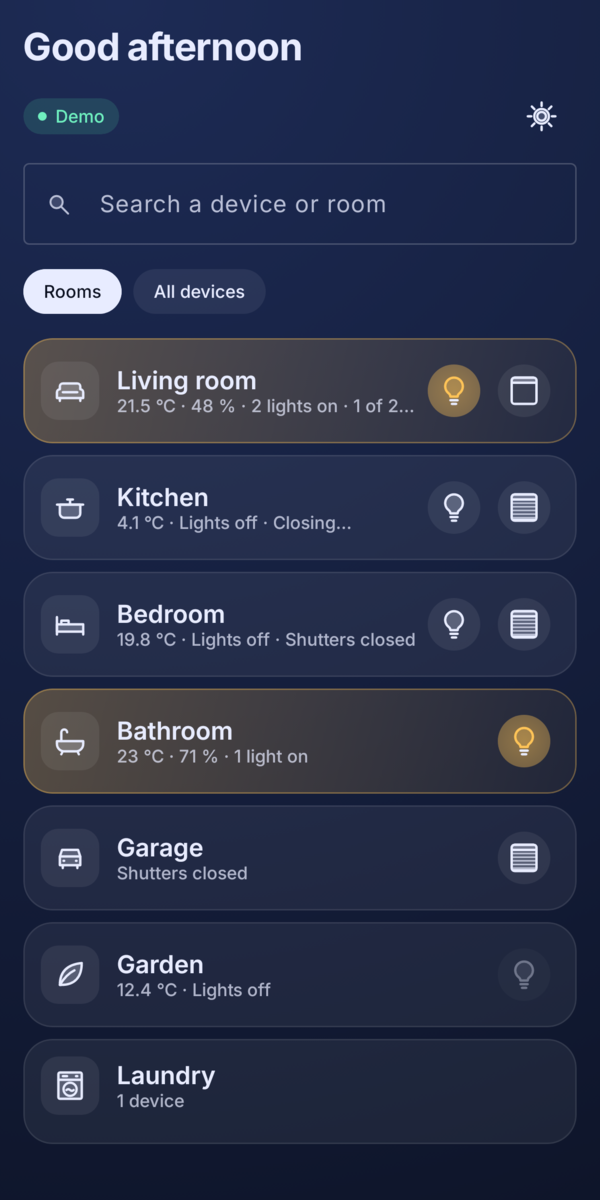 Good afternoon
Demo
Search a device or room
Rooms
All devices
Living room
21.5 °C · 48 % · 2 lights on · 1 of 2...
Kitchen
4.1 °C · Lights off · Closing...
Bedroom
19.8 °C · Lights off · Shutters closed
Bathroom
23 °C · 71 % · 1 light on
Garage
Shutters closed
Garden
12.4 °C · Lights off
Laundry
1 device